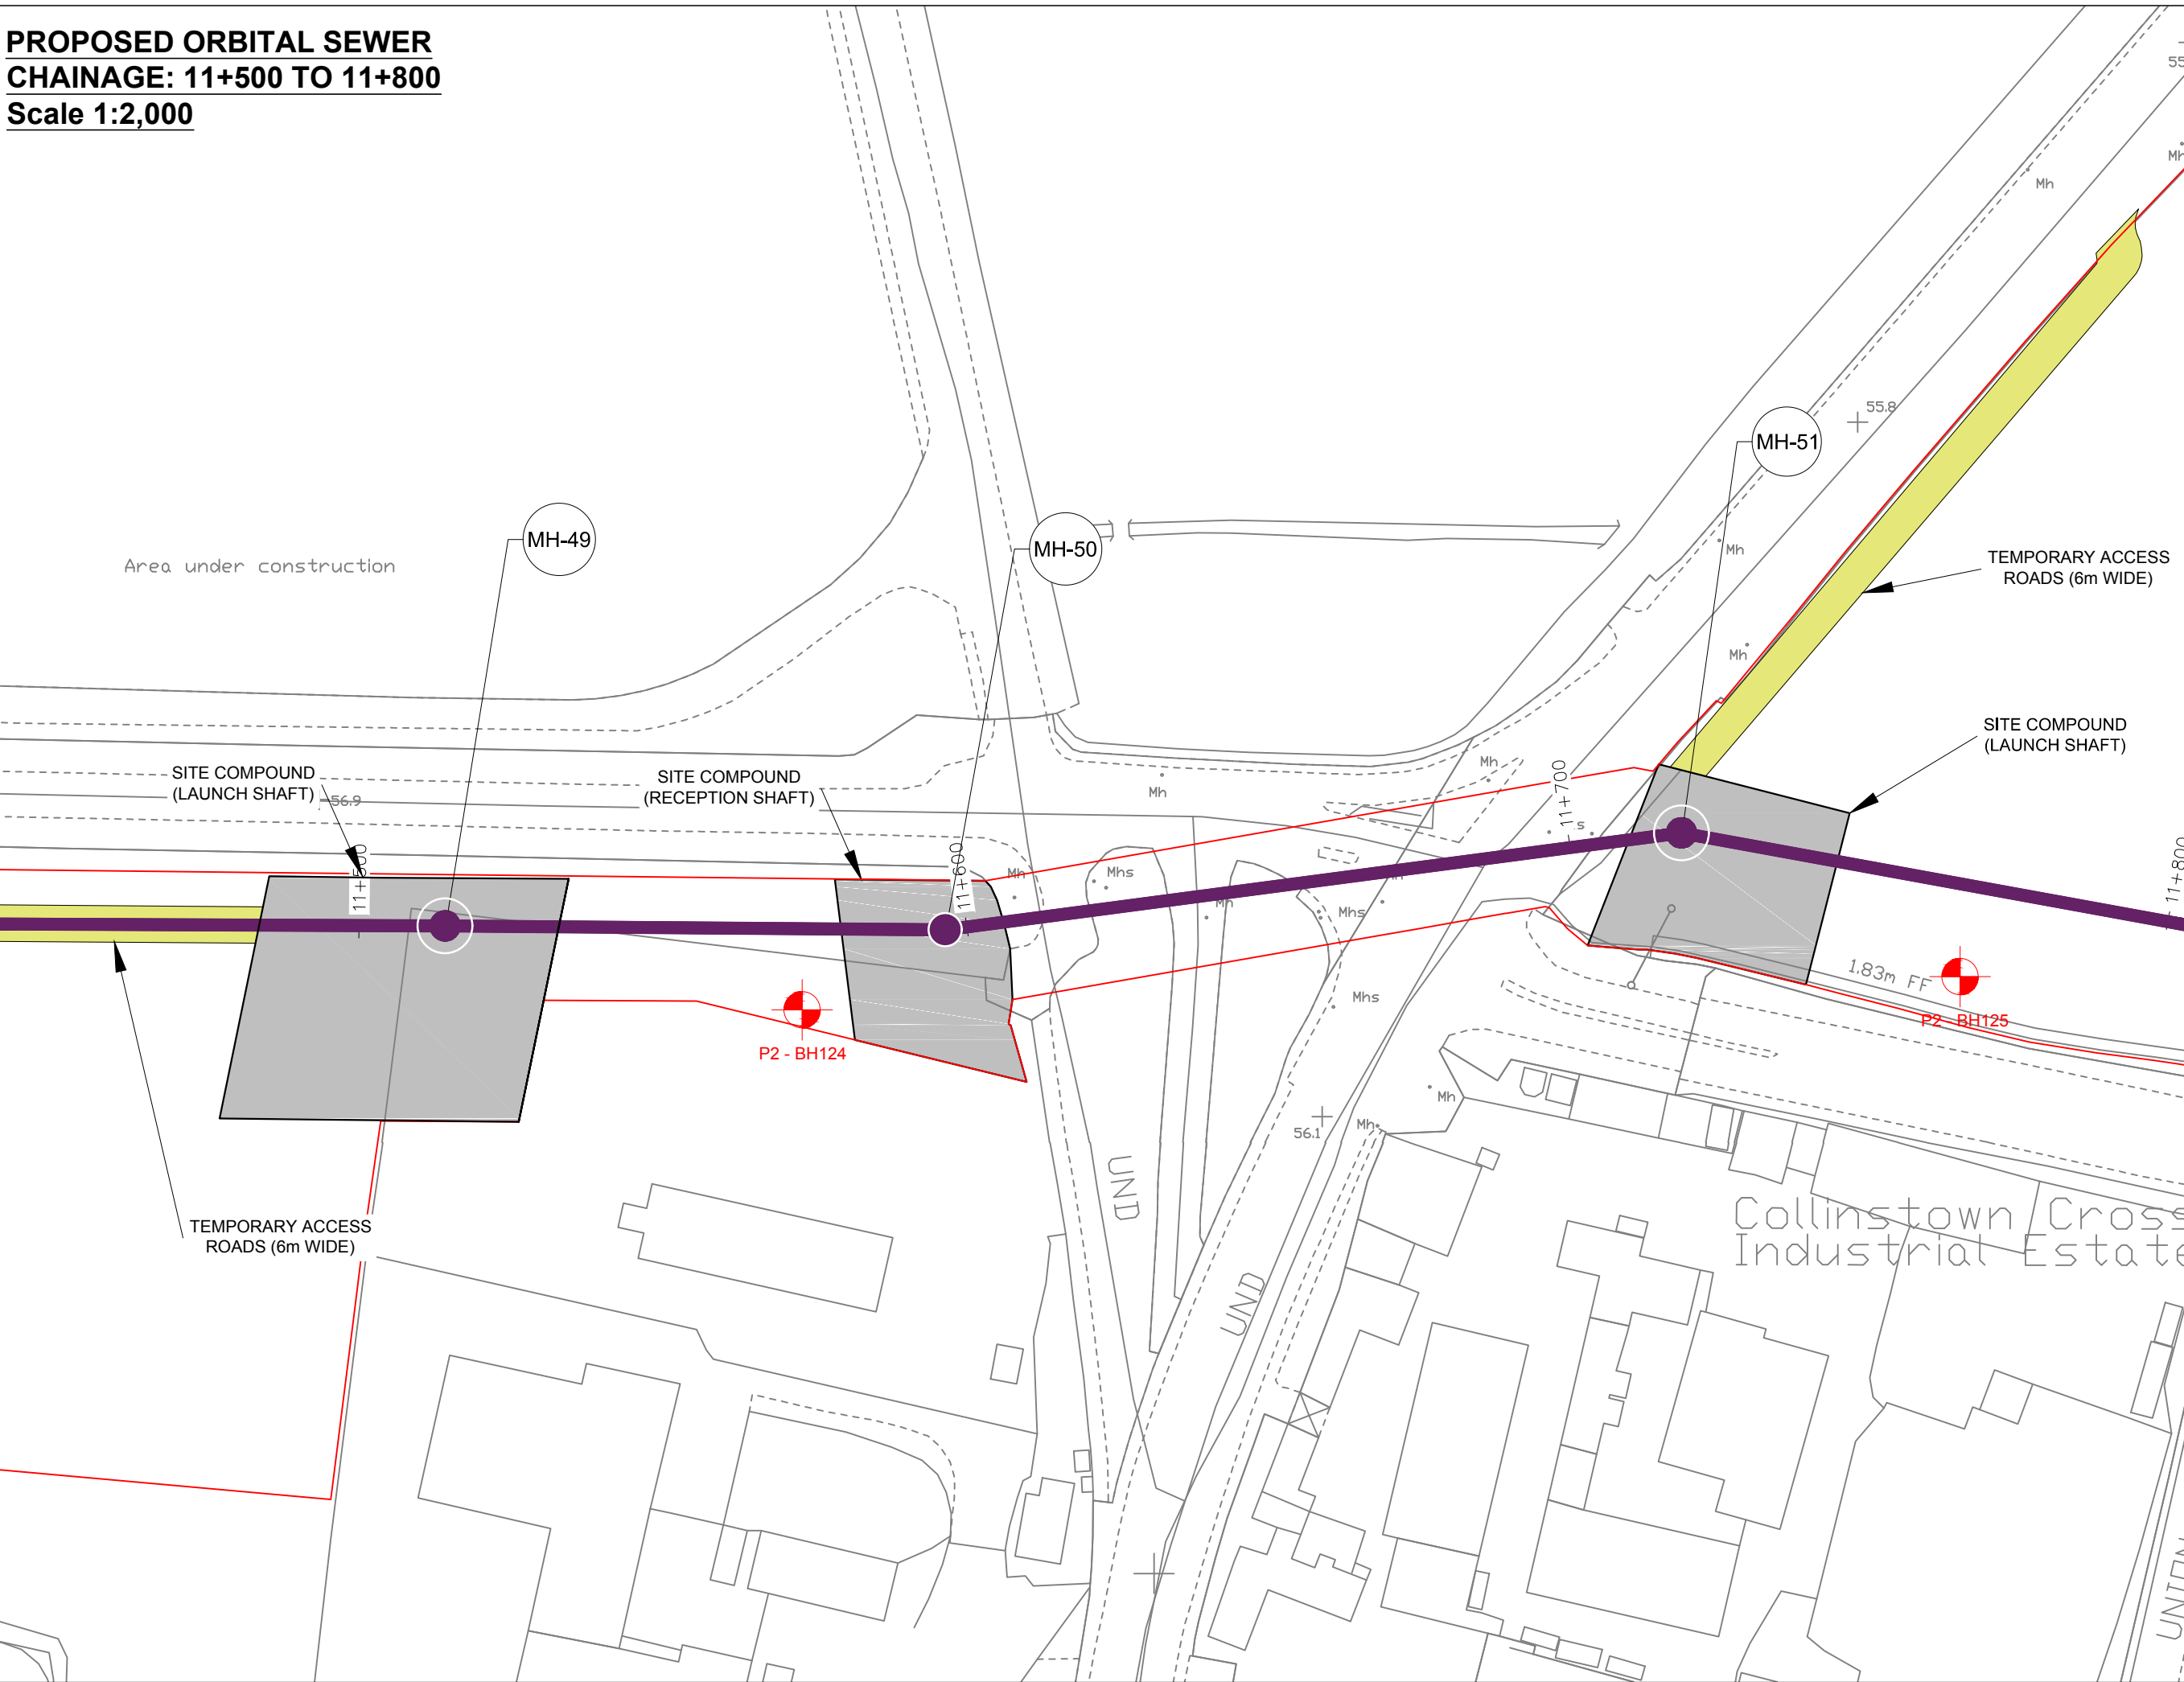 PROPOSED ORBITAL SEWER
CHAINAGE: 11+500 TO 11+800
Scale 1:2,000
Mh
55.8
MH-51
MH-49
MH-50
Area under construction
Mh
TEMPORARY ACCESS
ROADS (6m WIDE)
Mh
SITE COMPOUND
(LAUNCH SHAFT)
SITE COMPOUND
(LAUNCH SHAFT)
56.9
SITE COMPOUND
(RECEPTION SHAFT)
Mh
Mh
11+700
11+500
11+600
11+800
Mh
Mhs
Mh
Mhs
Mhs
1.83m FF
P2 - BH124
P2 - BH125
Mh
Mh
56.1
UND
UND
TEMPORARY ACCESS
ROADS (6m WIDE)
Collinstown Cross
Industrial Estate